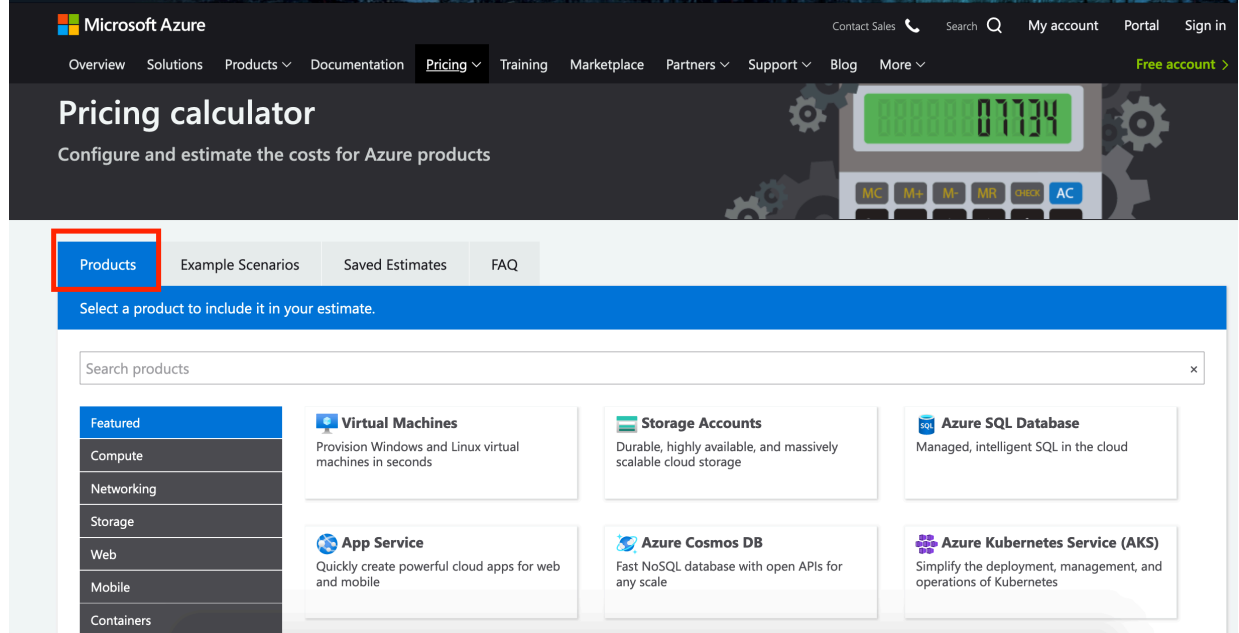 Microsoft Azure
Contact Sales Search My account Portal Sign in
Overview Solutions Products Documentation Pricing Training Marketplace Partners Support Blog More Free account
Pricing calculator
Configure and estimate the costs for Azure products
07734
MC M+ M- MR CHECK AC
Products Example Scenarios Saved Estimates FAQ
Select a product to include it in your estimate.
Search products
Featured
Compute
Networking
Storage
Web
Mobile
Containers
Virtual Machines
Provision Windows and Linux virtual
machines in seconds
Storage Accounts
Durable, highly available, and massively
scalable cloud storage
SQL
Azure SQL Database
Managed, intelligent SQL in the cloud
App Service
Quickly create powerful cloud apps for web
and mobile
Azure Cosmos DB
Fast NoSQL database with open APIs for
any scale
Azure Kubernetes Service (AKS)
Simplify the deployment, management, and
operations of Kubernetes